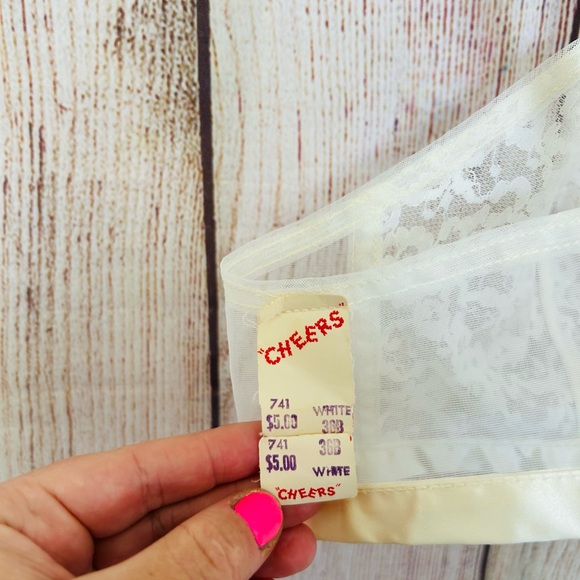 "CHEERS"
741 WHITE
$5.00 36B
741 36B
$5.00 WHITE
"CHEERS"